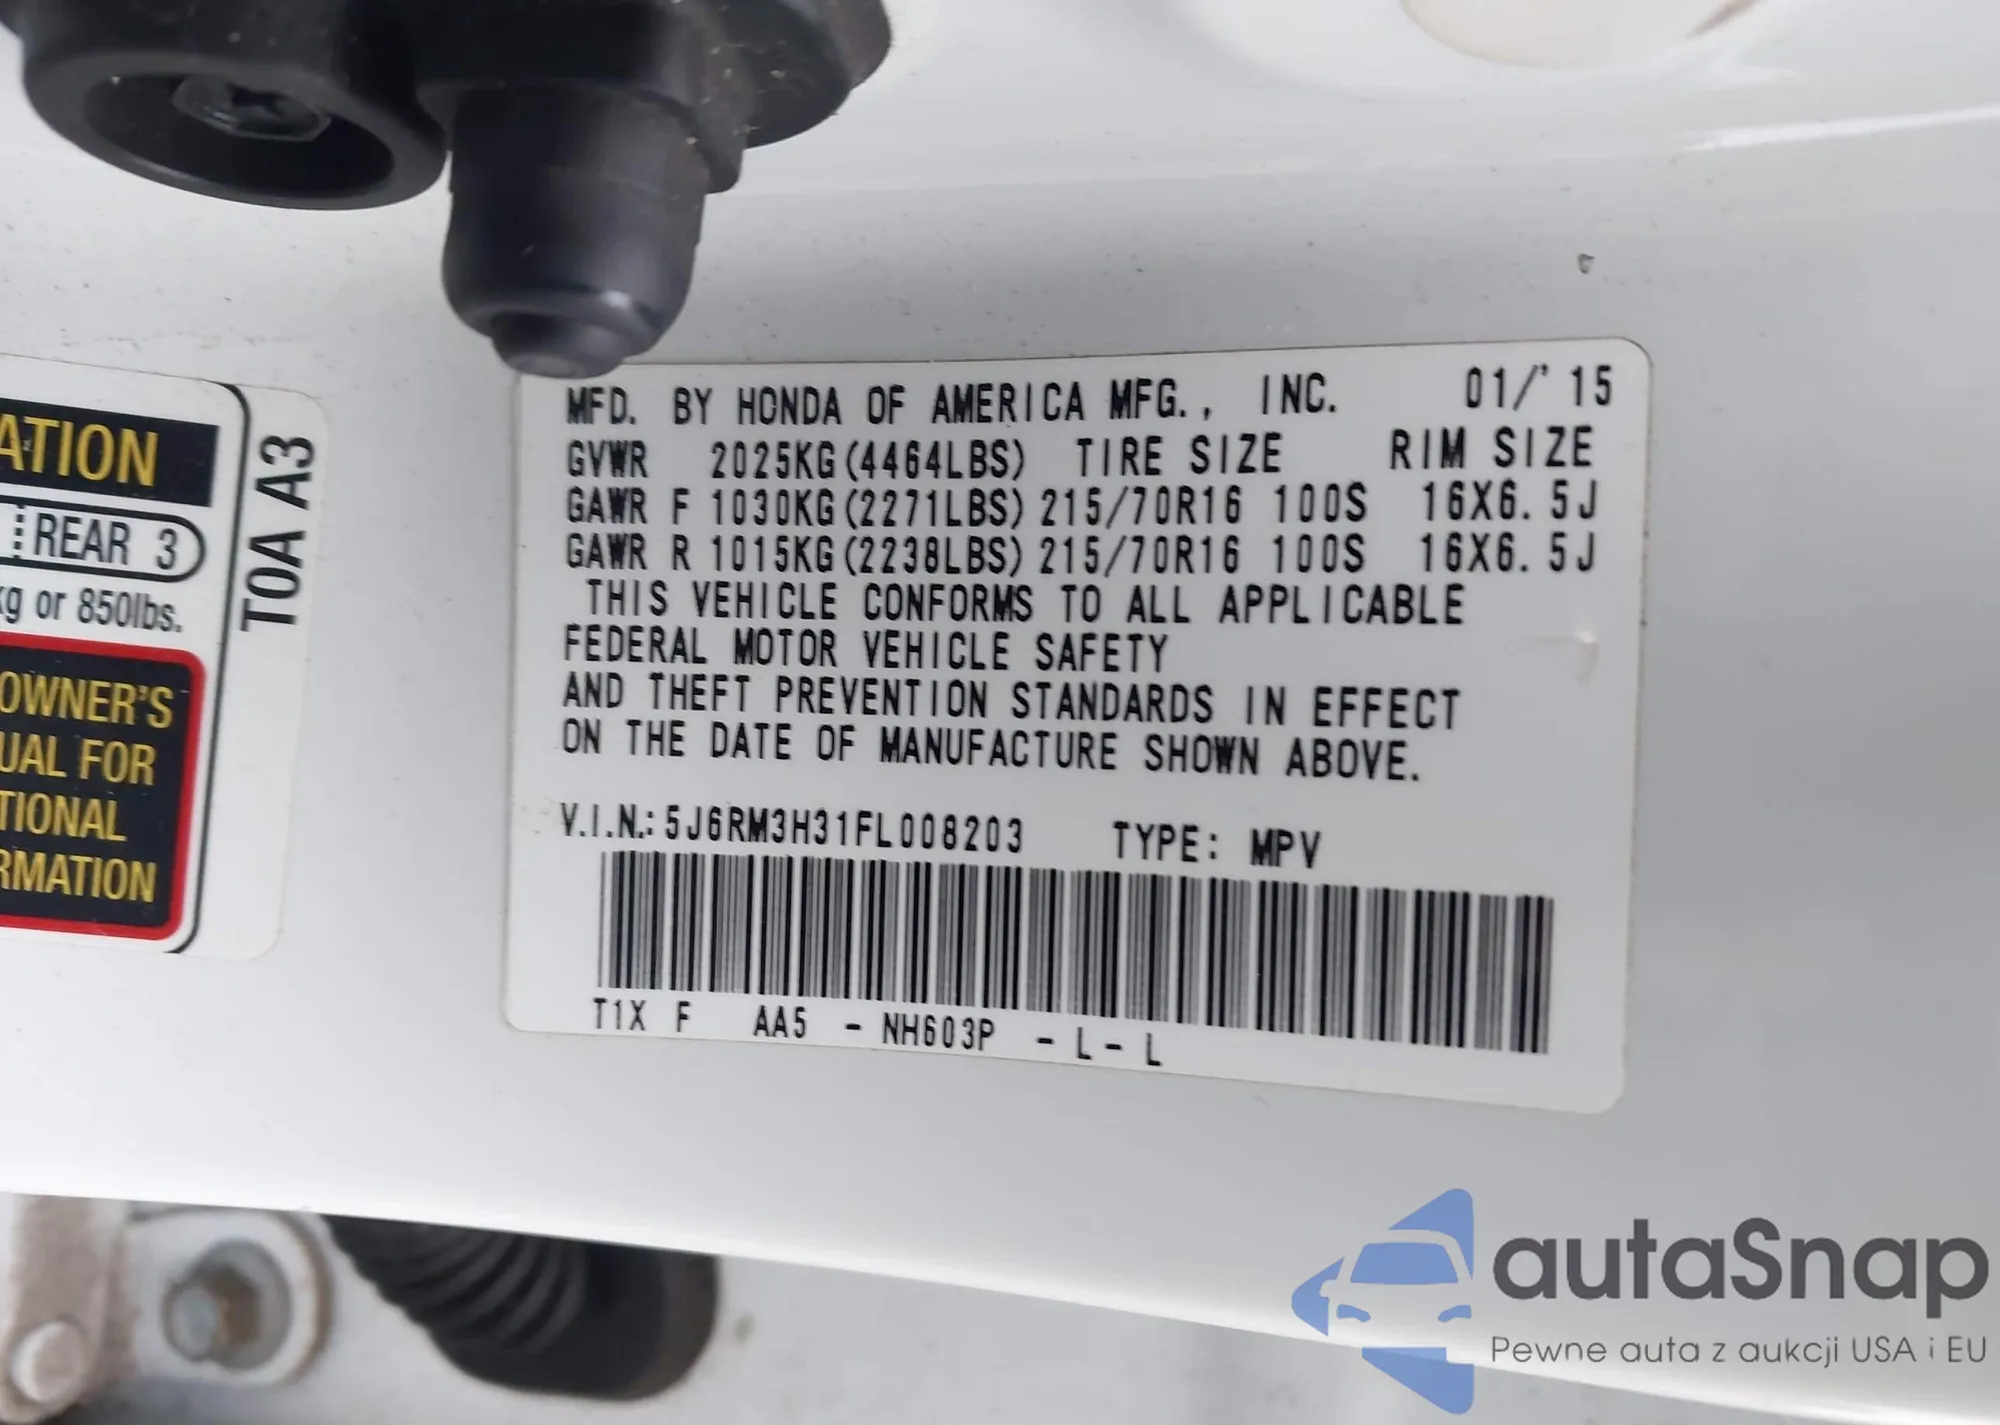 MFD. BY HONDA OF AMERICA MFG., INC. 01/'15
GVWR 2025KG(4464LBS) TIRE SIZE RIM SIZE
GAWR F 1030KG(2271LBS) 215/70R16 100S 16X6.5J
GAWR R 1015KG(2238LBS) 215/70R16 100S 16X6.5J
THIS VEHICLE CONFORMS TO ALL APPLICABLE
FEDERAL MOTOR VEHICLE SAFETY
AND THEFT PREVENTION STANDARDS IN EFFECT
ON THE DATE OF MANUFACTURE SHOWN ABOVE.
V.I.N.: 5J6RM3H31FL008203 TYPE: MPV
T1X F AA5 - NH603P - L - L
ATION
REAR 3
kg or 850lbs.
OWNER'S
UAL FOR
TIONAL
RMATION
T0A A3
autaSnap
Pewne auta z aukcji USA i EU